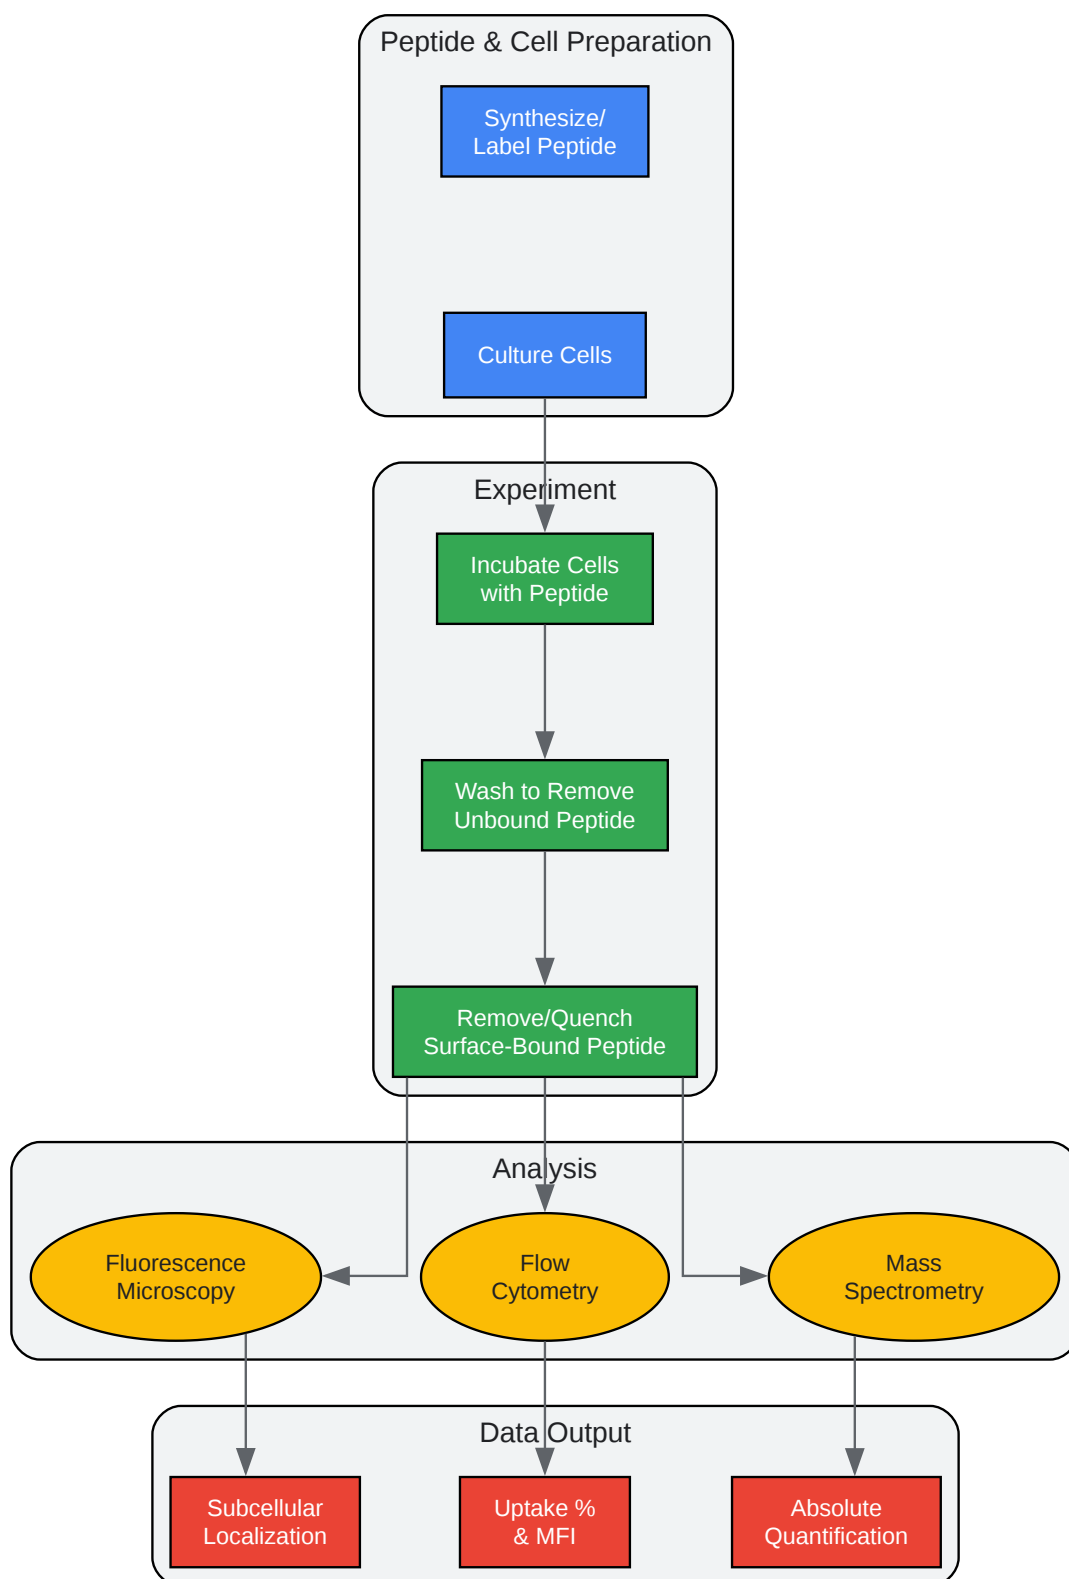 Peptide & Cell Preparation
Synthesize/
Label Peptide
Culture Cells
Experiment
Incubate Cells
with Peptide
Wash to Remove
Unbound Peptide
Remove/Quench
Surface-Bound Peptide
Analysis
Fluorescence
Microscopy
Flow
Cytometry
Mass
Spectrometry
Data Output
Subcellular
Localization
Uptake %
& MFI
Absolute
Quantification